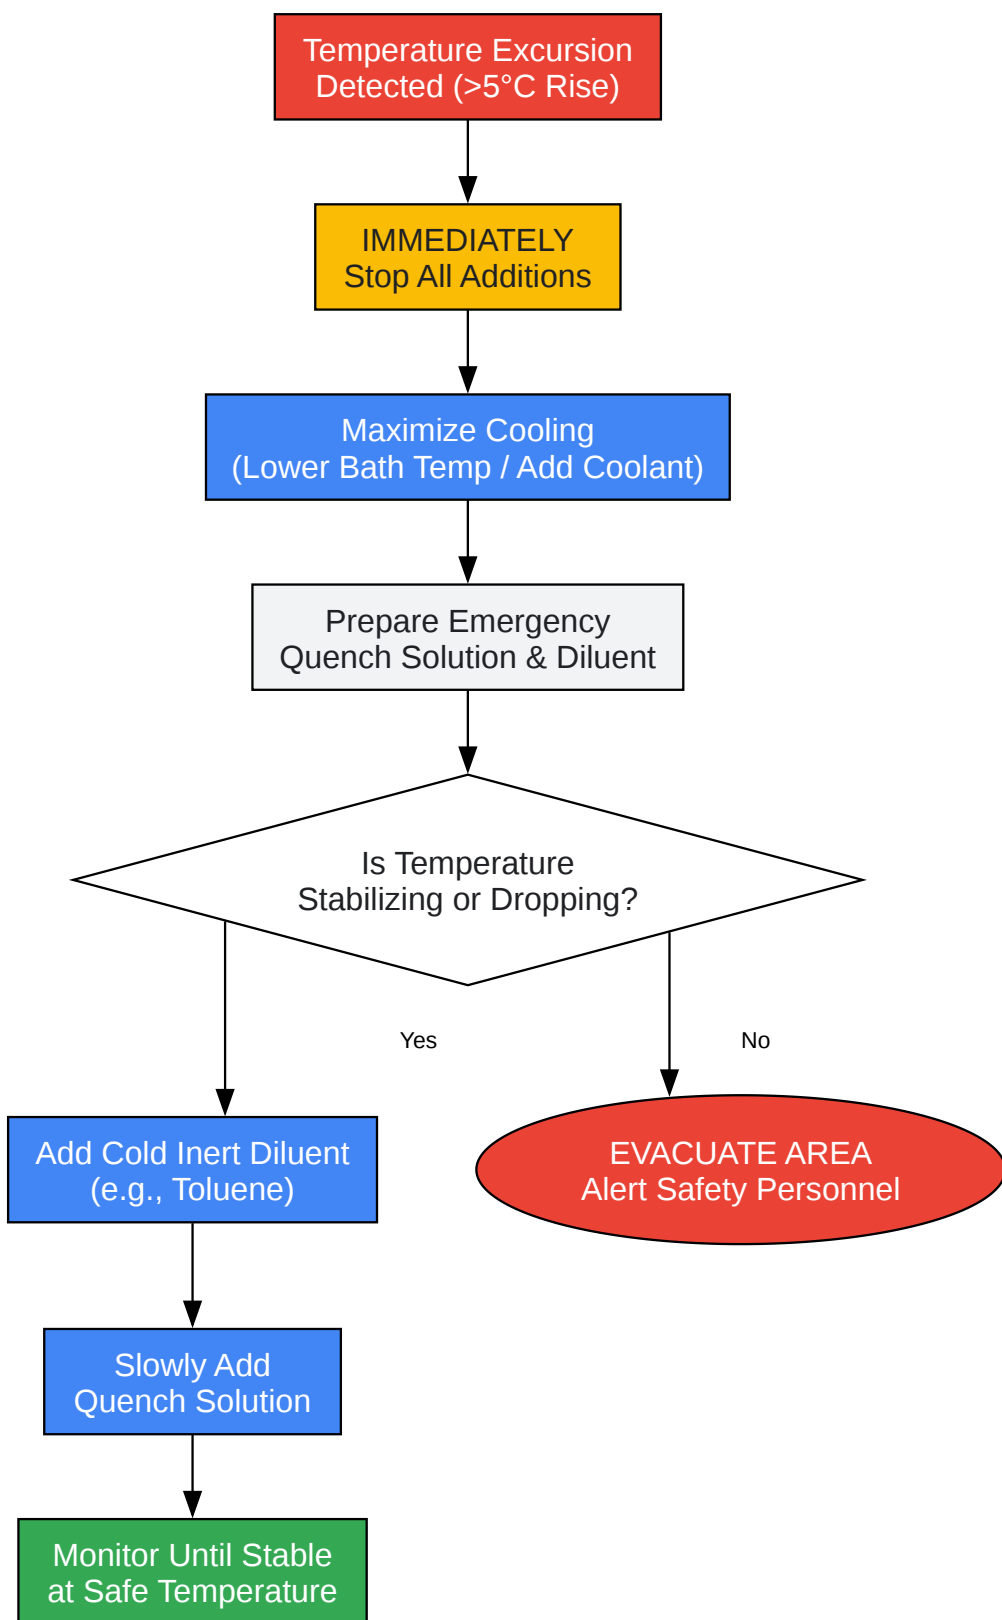 Temperature Excursion
Detected (>5°C Rise)
IMMEDIATELY
Stop All Additions
Maximize Cooling
(Lower Bath Temp / Add Coolant)
Prepare Emergency
Quench Solution & Diluent
Is Temperature
Stabilizing or Dropping?
Yes
No
Add Cold Inert Diluent
(e.g., Toluene)
EVACUATE AREA
Alert Safety Personnel
Slowly Add
Quench Solution
Monitor Until Stable
at Safe Temperature